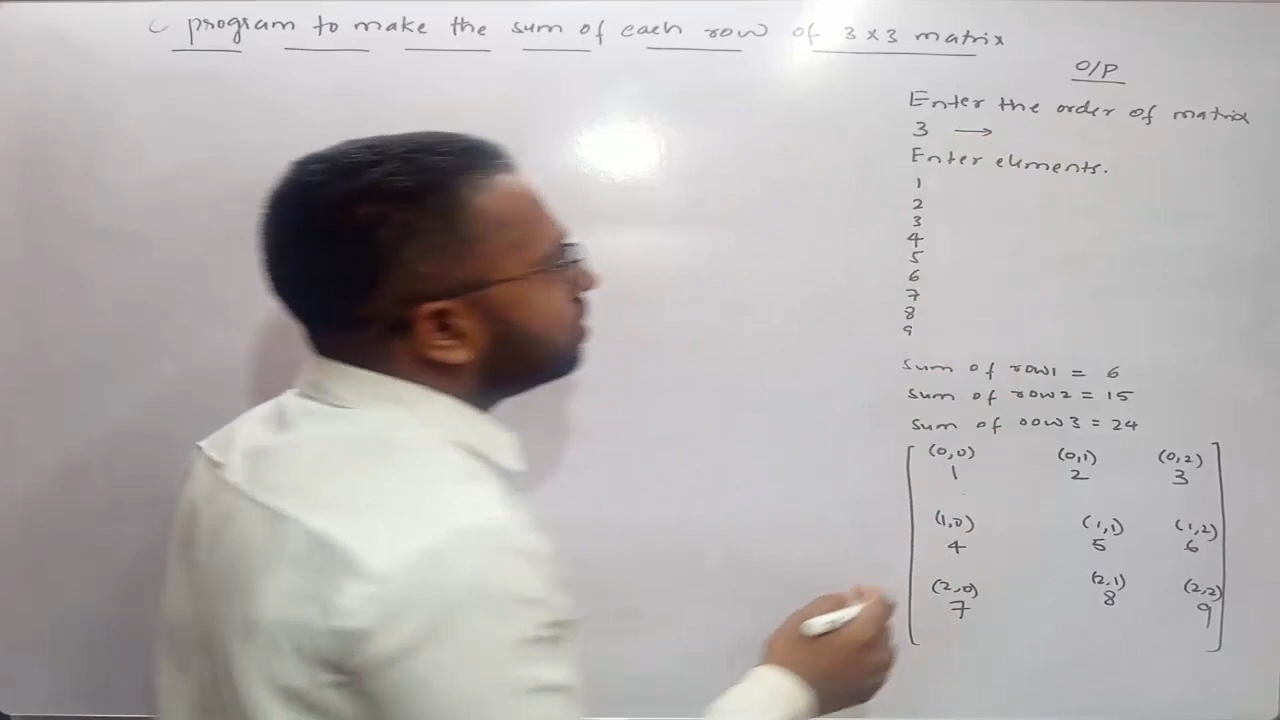 C program to make the sum of each row of 3 x 3 matrix
O/P
Enter the order of matrix
3 →
Enter elements.
1
2
3
4
5
6
7
8
9
Sum of row1 = 6
Sum of row2 = 15
Sum of row3 = 24
(0,0) (0,1) (0,2)
1 2 3
(1,0) (1,1) (1,2)
4 5 6
(2,0) (2,1) (2,2)
7 8 9